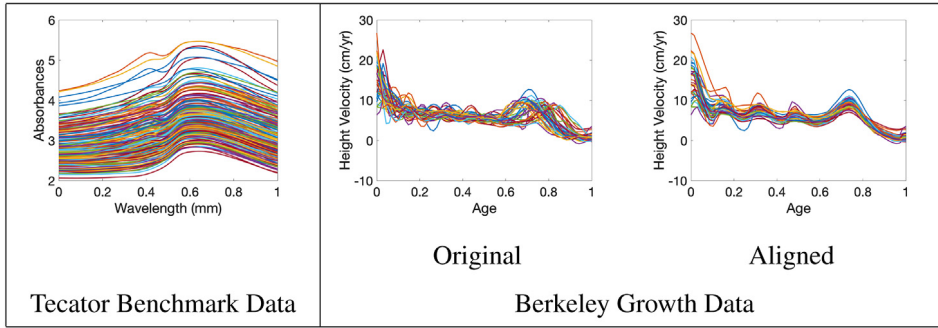 6
5
4
3
2
Absorbances
0 0.2 0.4 0.6 0.8 1
Wavelength (mm)
Tecator Benchmark Data
30
20
10
0
-10
Height Velocity (cm/yr)
0 0.2 0.4 0.6 0.8 1
Age
Original
30
20
10
0
-10
Height Velocity (cm/yr)
0 0.2 0.4 0.6 0.8 1
Age
Aligned
Berkeley Growth Data